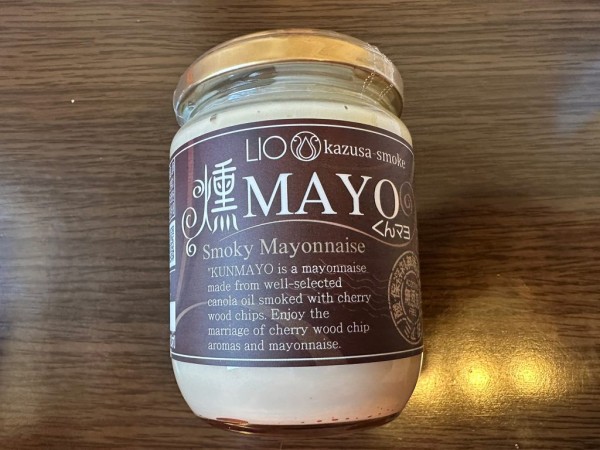 LIO kazusa-smoke
燻MAYO
くんマヨ
Smoky Mayonnaise
"KUNMAYO is a mayonnaise
made from well-selected
canola oil smoked with cherry
wood chips. Enjoy the
marriage of cherry wood chip
aromas and mayonnaise.